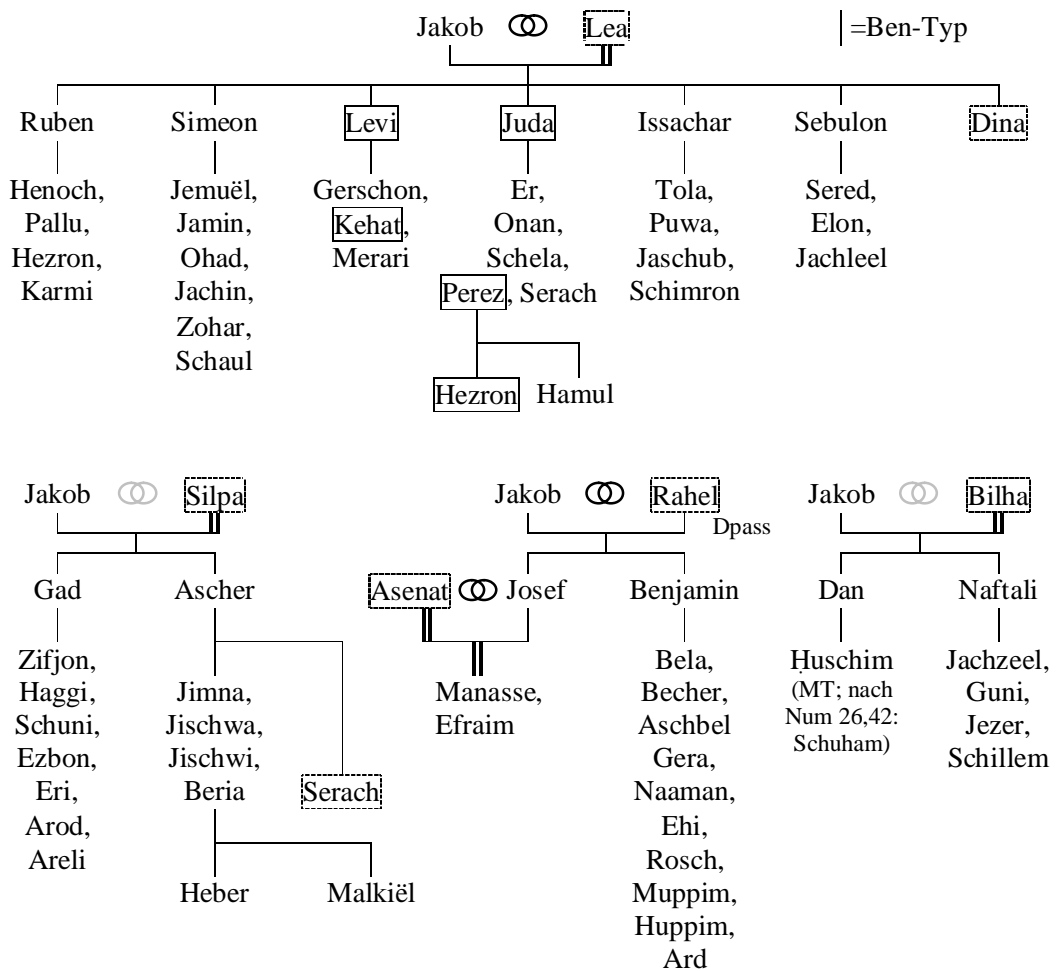 Jakob Lea =Ben-Typ
Ruben Simeon Levi Juda Issachar Sebulon Dina
Henoch, Jemuël, Gerschon, Er, Tola, Sered,
Pallu, Jamin, Kehat, Onan, Puwa, Elon,
Hezron, Ohad, Merari Schela, Jaschub, Jachleel
Karmi Jachin, Perez, Serach Schimron
Zohar,
Schaul
Hezron Hamul
Jakob Silpa Jakob Rahel Jakob Bilha
Dpass
Gad Ascher Asenat Josef Benjamin Dan Naftali
Zifjon, Bela, Ḥuschim Jachzeel,
Haggi, Jimna, Manasse, Becher, (MT; nach Guni,
Schuni, Jischwa, Efraim Aschbel Num 26,42: Jezer,
Ezbon, Jischwi, Gera, Schuham) Schillem
Eri, Beria Serach Naaman,
Arod, Ehi,
Areli Rosch,
Heber Malkiël Muppim,
Huppim,
Ard